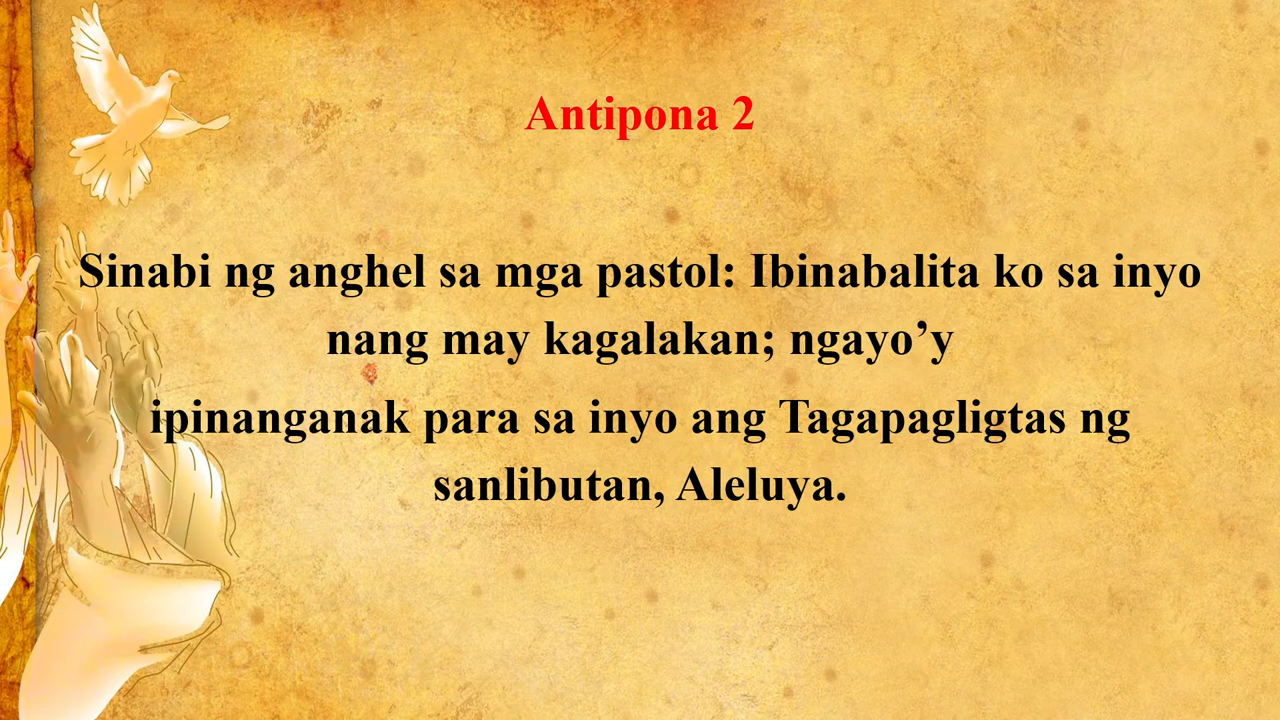 Antipona 2
Sinabi ng anghel sa mga pastol: Ibinabalita ko sa inyo
nang may kagalakan; ngayo’y
ipinanganak para sa inyo ang Tagapagligtas ng
sanlibutan, Aleluya.